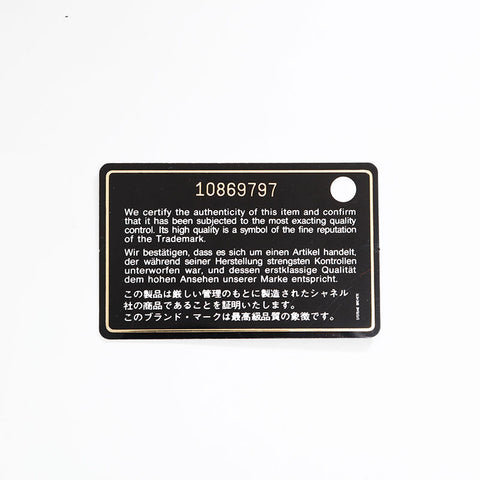 10869797
We certify the authenticity of this item and confirm
that it has been subjected to the most exacting quality
control. Its high quality is a symbol of the fine reputation
of the Trademark.
Wir bestätigen, dass es sich um einen Artikel handelt,
der während seiner Herstellung strengsten Kontrollen
unterworfen war, und dessen erstklassige Qualität
dem hohen Ansehen unserer Marke entspricht.
この製品は厳しい管理のもとに製造されたシャネル
社の商品であることを証明いたします。
このブランド・マークは最高級品質の象徴です。